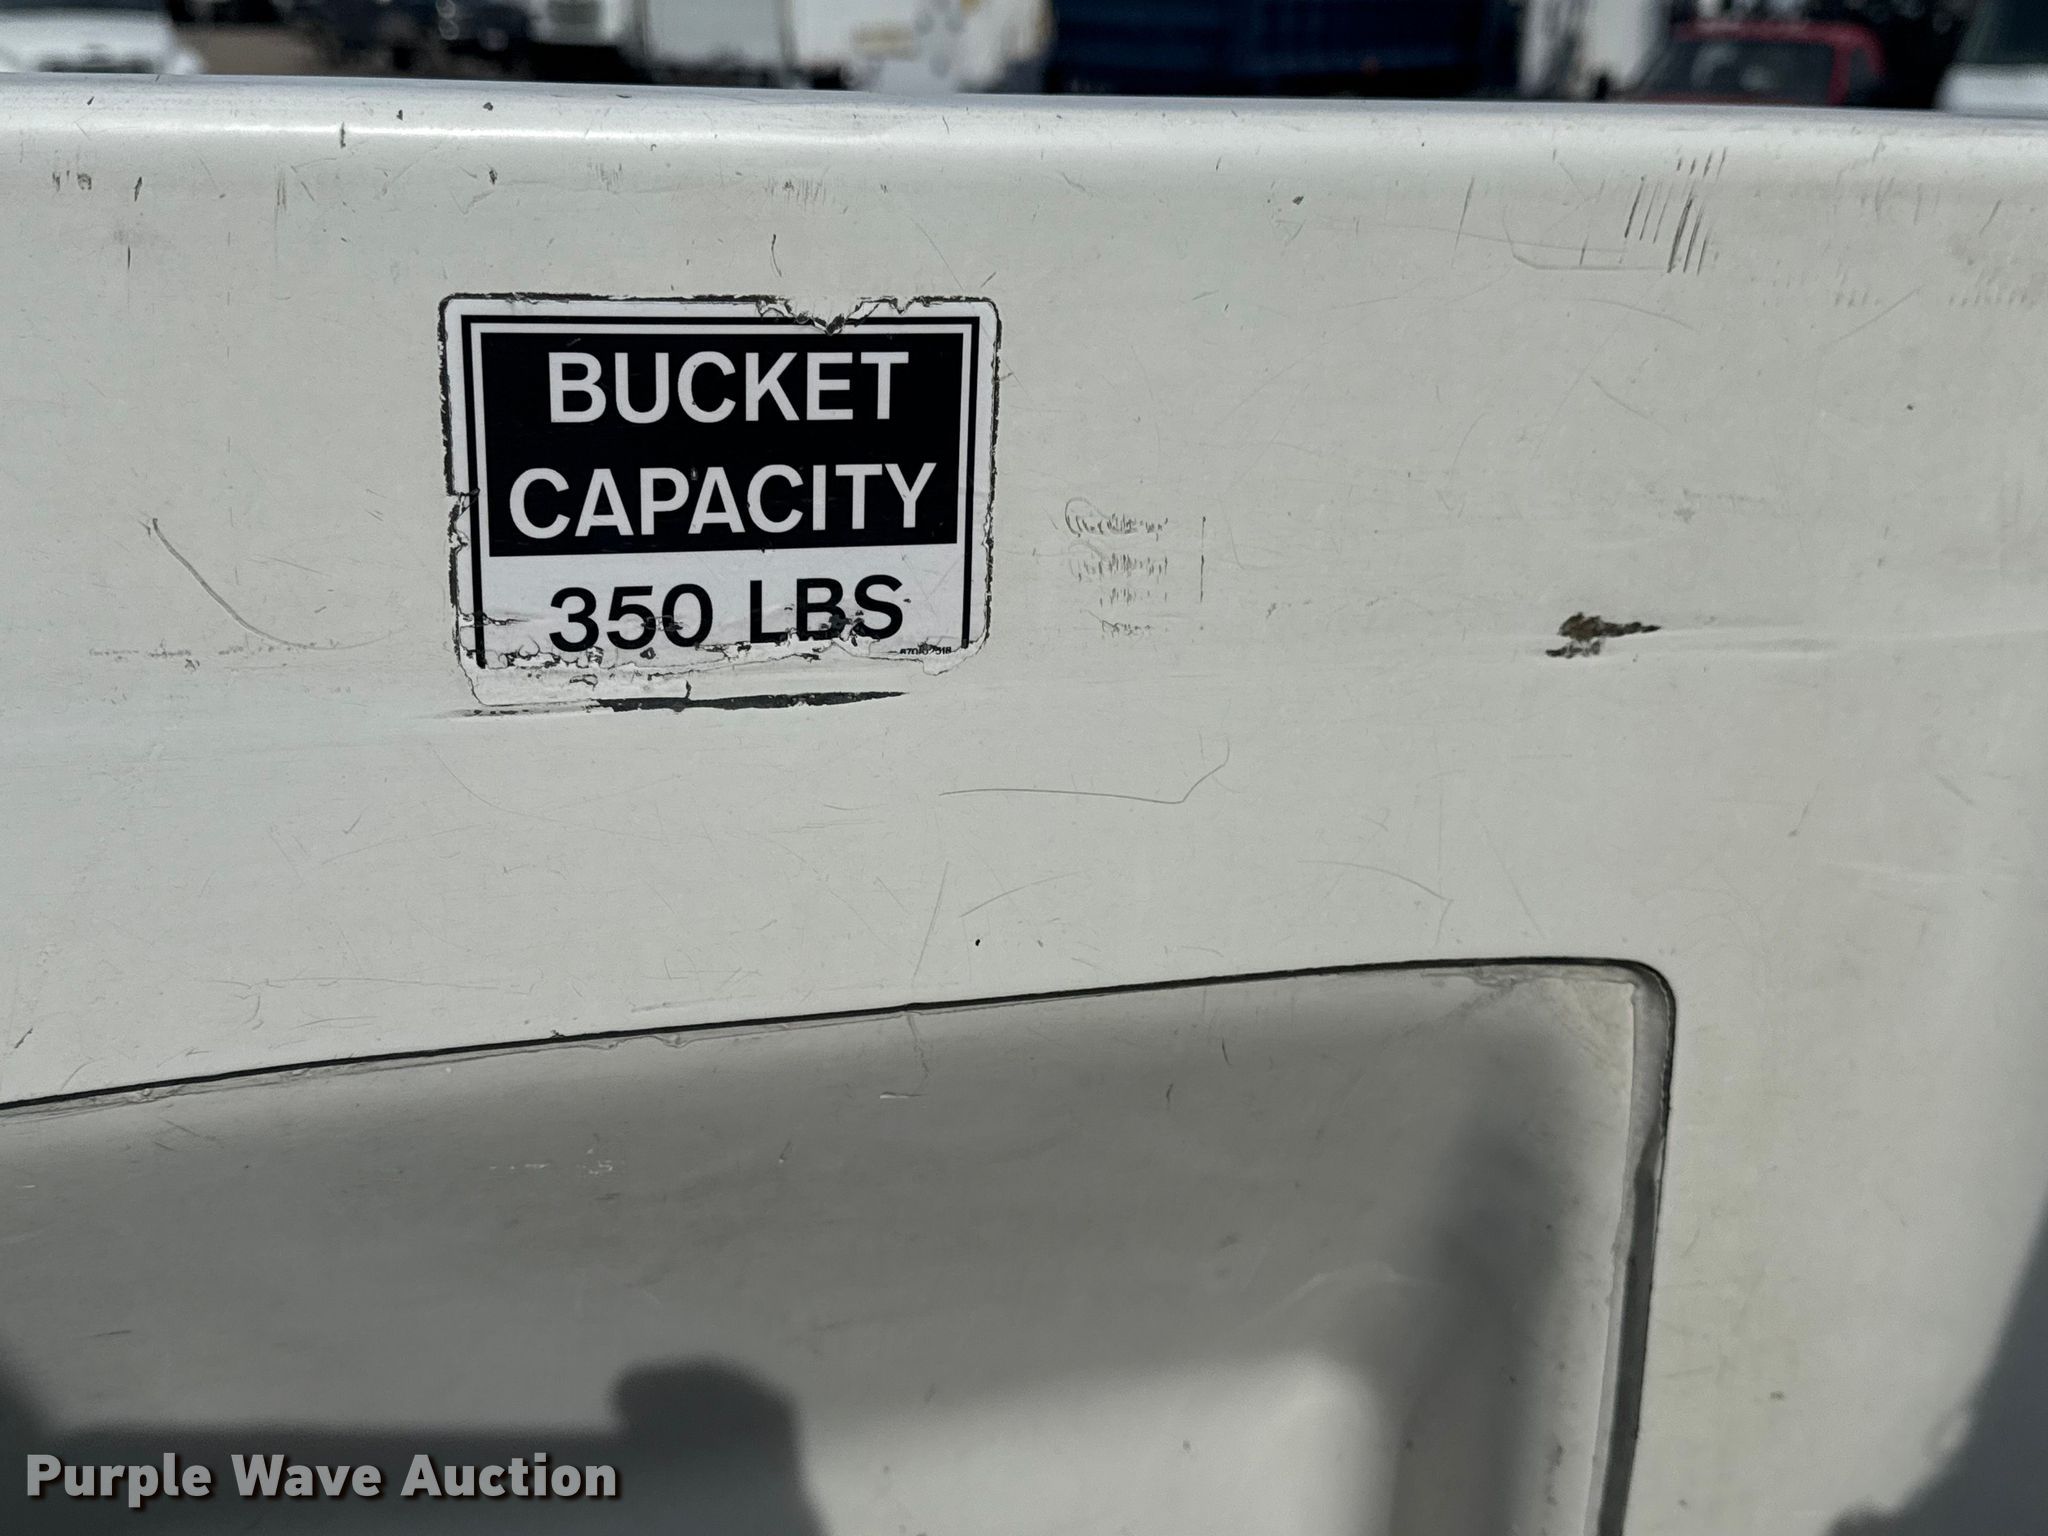 BUCKET
CAPACITY
350 LBS
Purple Wave Auction